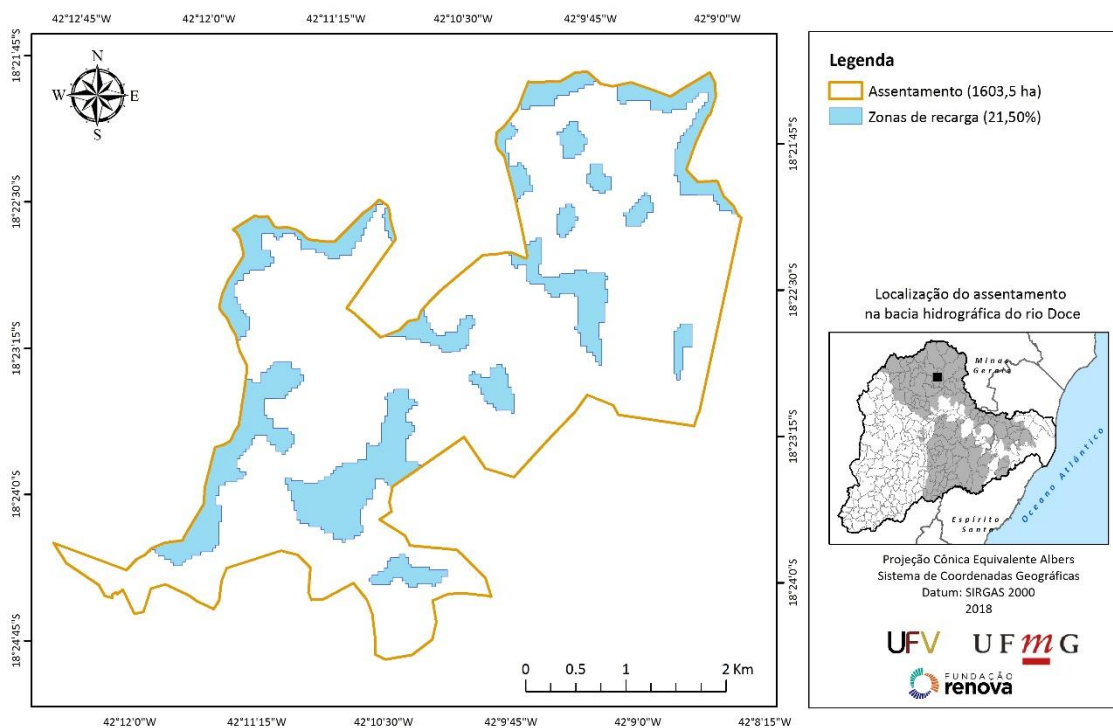 42°12'45"W 42°12'0"W 42°11'15"W 42°10'30"W 42°9'45"W 42°9'0"W
18°21'45"S
18°22'30"S
18°23'15"S
18°24'0"S
18°24'45"S
N
W E
S
18°21'45"S
18°22'30"S
18°23'15"S
18°24'0"S
0 0.5 1 2 Km
42°12'0"W 42°11'15"W 42°10'30"W 42°9'45"W 42°9'0"W 42°8'15"W
Legenda
Assentamento (1603,5 ha)
Zonas de recarga (21,50%)
Localização do assentamento
na bacia hidrográfica do rio Doce
Minas
Gerais
Oceano Atlântico
Espírito
Santo
Projeção Cônica Equivalente Albers
Sistema de Coordenadas Geográficas
Datum: SIRGAS 2000
2018
UFV UFmG
FUNDAÇÃO
renova